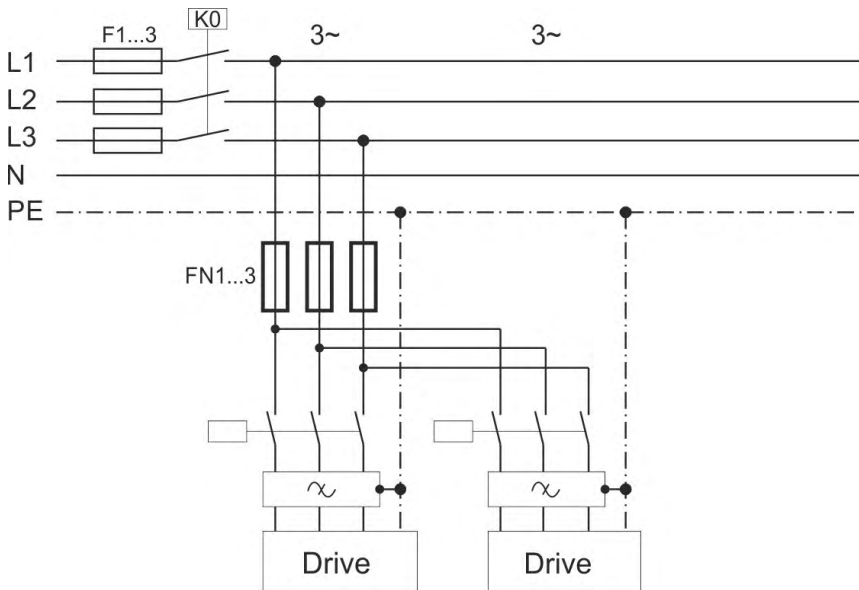 K0
F1...3
3~
3~
L1
L2
L3
N
PE
FN1...3
Drive
Drive